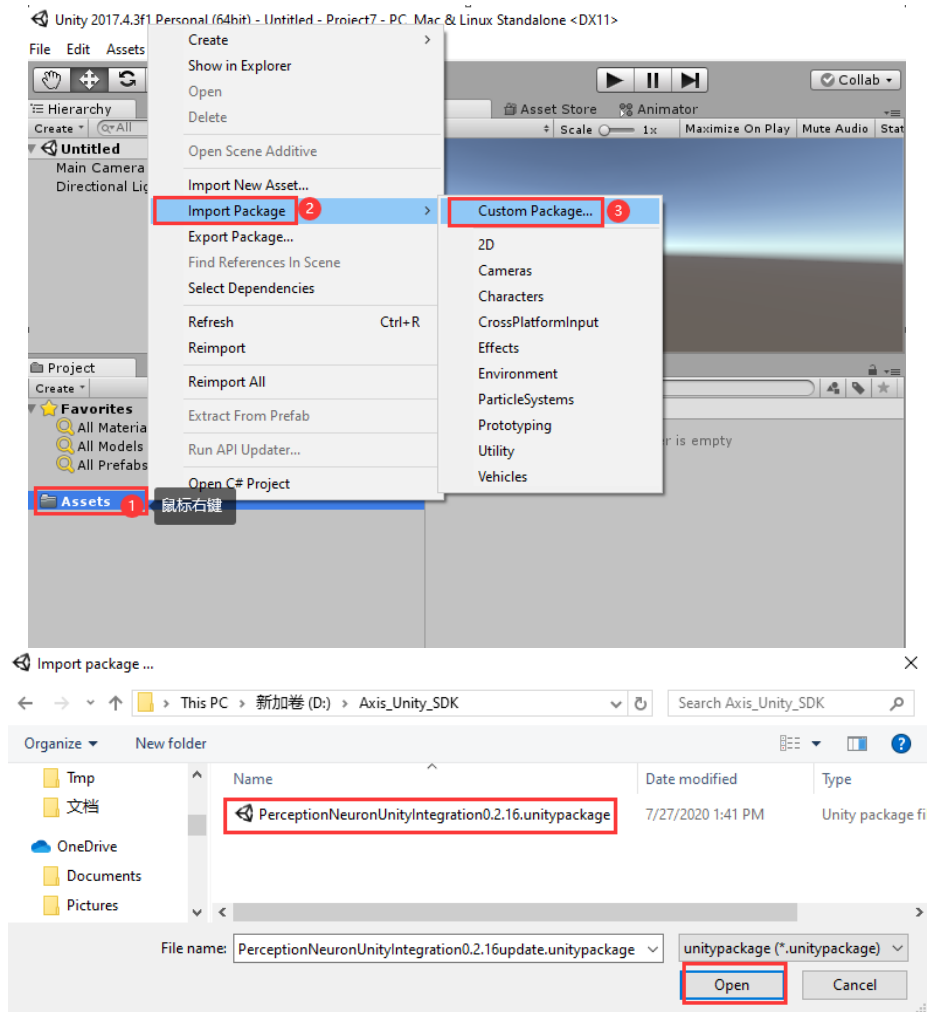 Unity 2017.4.3f1 Personal (64bit) - Untitled - Project7 - PC, Mac & Linux Standalone <DX11>
File Edit Assets
Create
Show in Explorer
Open
Delete
Open Scene Additive
Import New Asset...
Import Package 2
Export Package...
Find References In Scene
Select Dependencies
Refresh Ctrl+R
Reimport
Reimport All
Extract From Prefab
Run API Updater...
Open C# Project
Custom Package... 3
2D
Cameras
Characters
CrossPlatformInput
Effects
Environment
ParticleSystems
Prototyping
Utility
Vehicles
Collab
Hierarchy
Asset Store Animator
Create All
Scale 1x Maximize On Play Mute Audio Stat
Untitled
Main Camera
Directional Lig
Project
Create
Favorites
All Materia
All Models
All Prefabs
r is empty
Assets 1 鼠标右键
Import package ...
This PC > 新加卷 (D:) > Axis_Unity_SDK
Search Axis_Unity_SDK
Organize New folder
Name Date modified Type
Tmp
文档
OneDrive
Documents
Pictures
PerceptionNeuronUnityIntegration0.2.16.unitypackage 7/27/2020 1:41 PM Unity package fi
File name: PerceptionNeuronUnityIntegration0.2.16update.unitypackage unitypackage (*.unitypackage)
Open Cancel